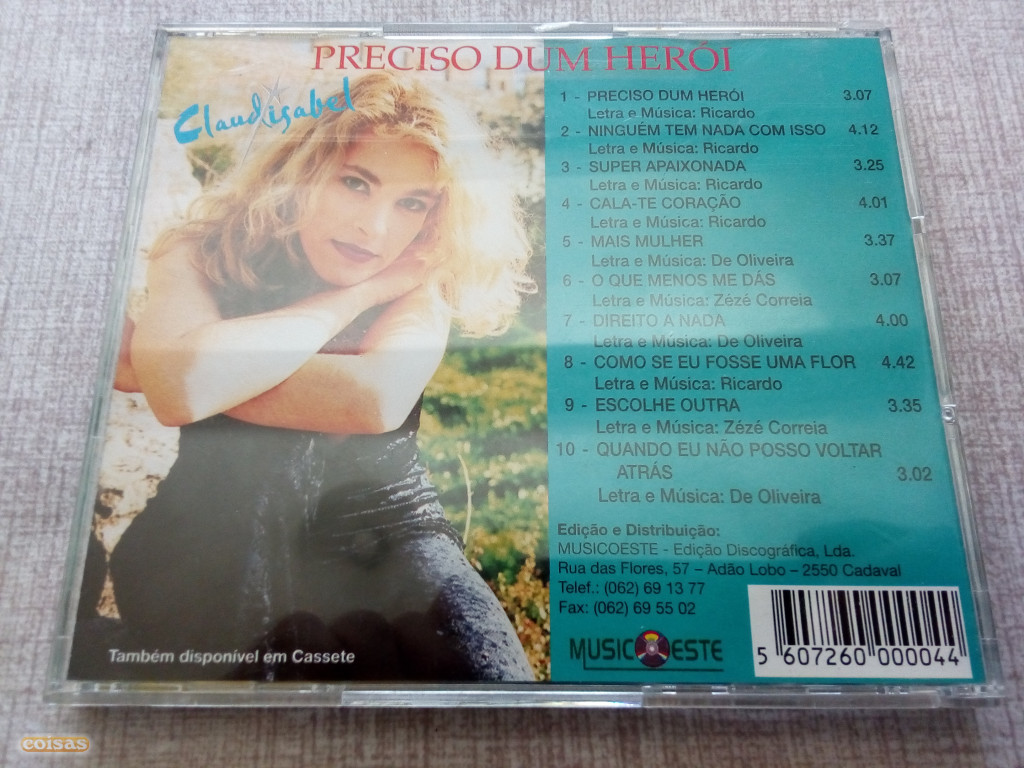 PRECISO DUM HERÓI
Claudisabel
1 - PRECISO DUM HERÓI 3.07
Letra e Música: Ricardo
2 - NINGUÉM TEM NADA COM ISSO 4.12
Letra e Música: Ricardo
3 - SUPER APAIXONADA 3.25
Letra e Música: Ricardo
4 - CALA-TE CORAÇÃO 4.01
Letra e Música: Ricardo
5 - MAIS MULHER 3.37
Letra e Música: De Oliveira
6 - O QUE MENOS ME DÁS 3.07
Letra e Música: Zézé Correia
7 - DIREITO A NADA 4.00
Letra e Música: De Oliveira
8 - COMO SE EU FOSSE UMA FLOR 4.42
Letra e Música: Ricardo
9 - ESCOLHE OUTRA 3.35
Letra e Música: Zézé Correia
10 - QUANDO EU NÃO POSSO VOLTAR
ATRÁS 3.02
Letra e Música: De Oliveira
Edição e Distribuição:
MUSICOESTE - Edição Discográfica, Lda.
Rua das Flores, 57 – Adão Lobo – 2550 Cadaval
Telef.: (062) 69 13 77
Fax: (062) 69 55 02
MUSICOESTE
5 607260 000044
Também disponível em Cassete
coisas